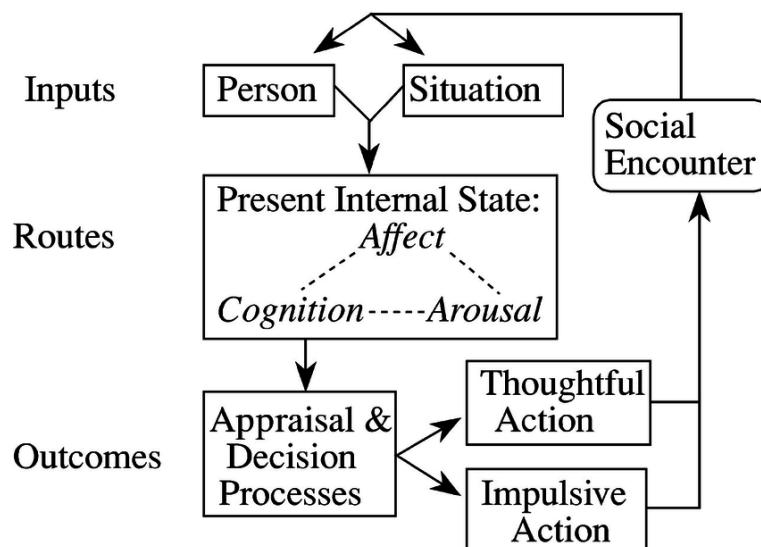 Inputs
Person
Situation
Social
Encounter
Routes
Present Internal State:
Affect
Cognition
Arousal
Outcomes
Appraisal &
Decision
Processes
Thoughtful
Action
Impulsive
Action